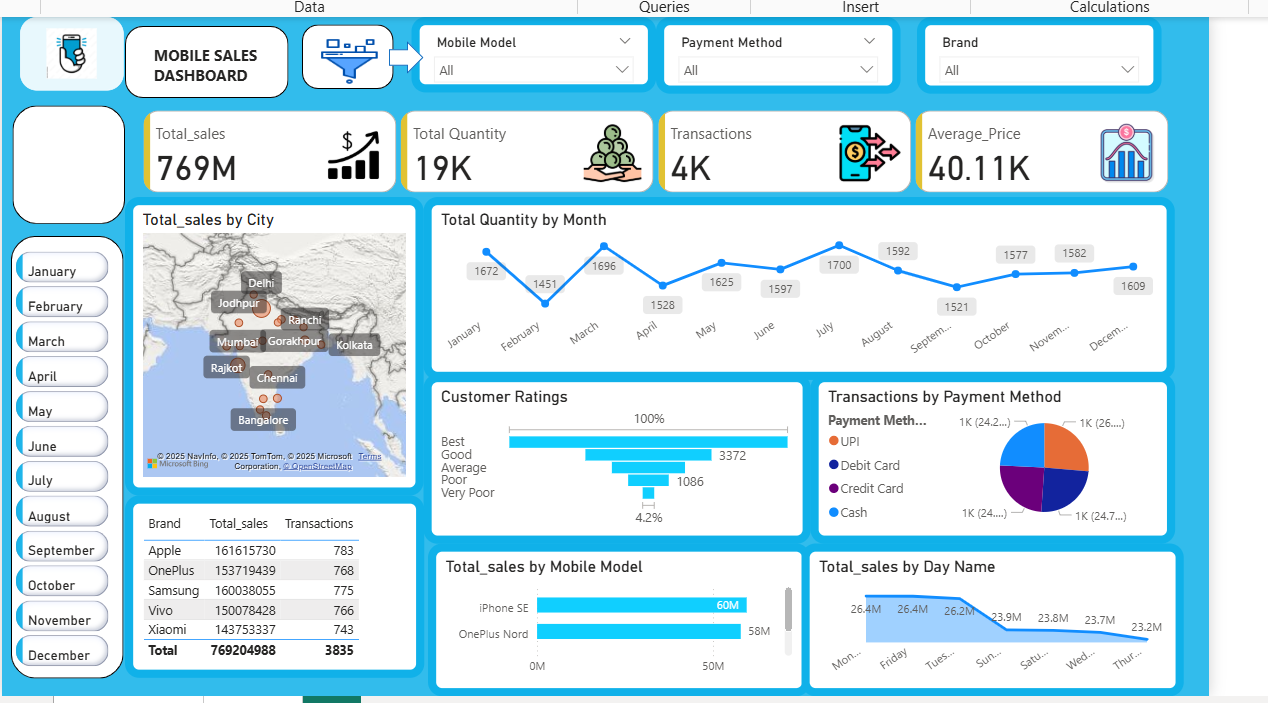 Data Queries Insert Calculations
MOBILE SALES
DASHBOARD
Mobile Model
All
Payment Method
All
Brand
All
Total_sales
769M
Total Quantity
19K
Transactions
4K
Average_Price
40.11K
January
February
March
April
May
June
July
August
September
October
November
December
Total_sales by City
Delhi
Jodhpur
Ranchi
Mumbai
Gorakhpur
Kolkata
Rajkot
Chennai
Bangalore
© 2025 NavInfo, © 2025 TomTom, © 2025 Microsoft Terms
Microsoft Bing
Corporation, © OpenStreetMap
Total Quantity by Month
1672
1451
1696
1528
1625
1597
1700
1592
1521
1577
1582
1609
January
February
March
April
May
June
July
August
Septem...
October
Novem...
Decem...
Customer Ratings
100%
Best
Good 3372
Average
Poor 1086
Very Poor
4.2%
Transactions by Payment Method
Payment Meth...
UPI
Debit Card
Credit Card
Cash
1K (24.2...)
1K (26....)
1K (24....)
1K (24.7...)
Brand Total_sales Transactions
Apple 161615730 783
OnePlus 153719439 768
Samsung 160038055 775
Vivo 150078428 766
Xiaomi 143753337 743
Total 769204988 3835
Total_sales by Mobile Model
iPhone SE 60M
OnePlus Nord 58M
0M 50M
Total_sales by Day Name
26.4M
26.4M
26.2M
23.9M
23.8M
23.7M
23.2M
Mon...
Friday
Tues...
Sun...
Satu...
Wed...
Thur...